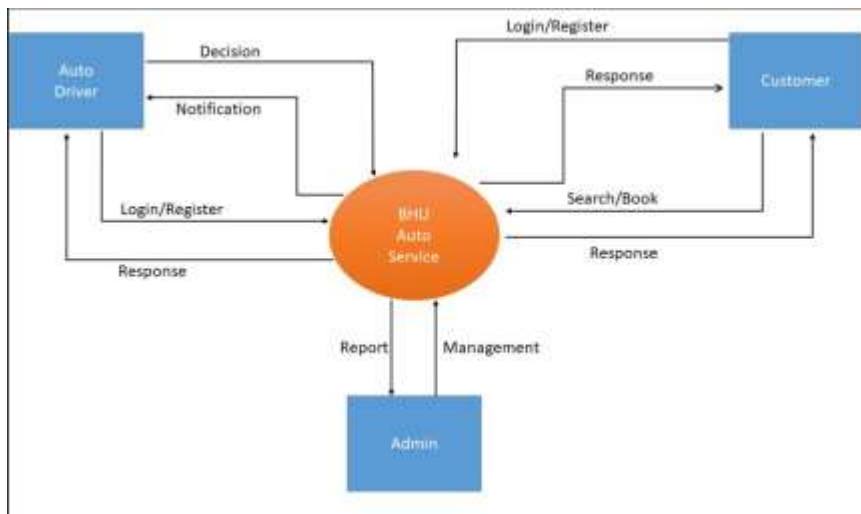 Login/Register
Decision
Auto
Driver
Response
Customer
Notification
Login/Register
BHU
Auto
Service
Search/Book
Response
Response
Report
Management
Admin